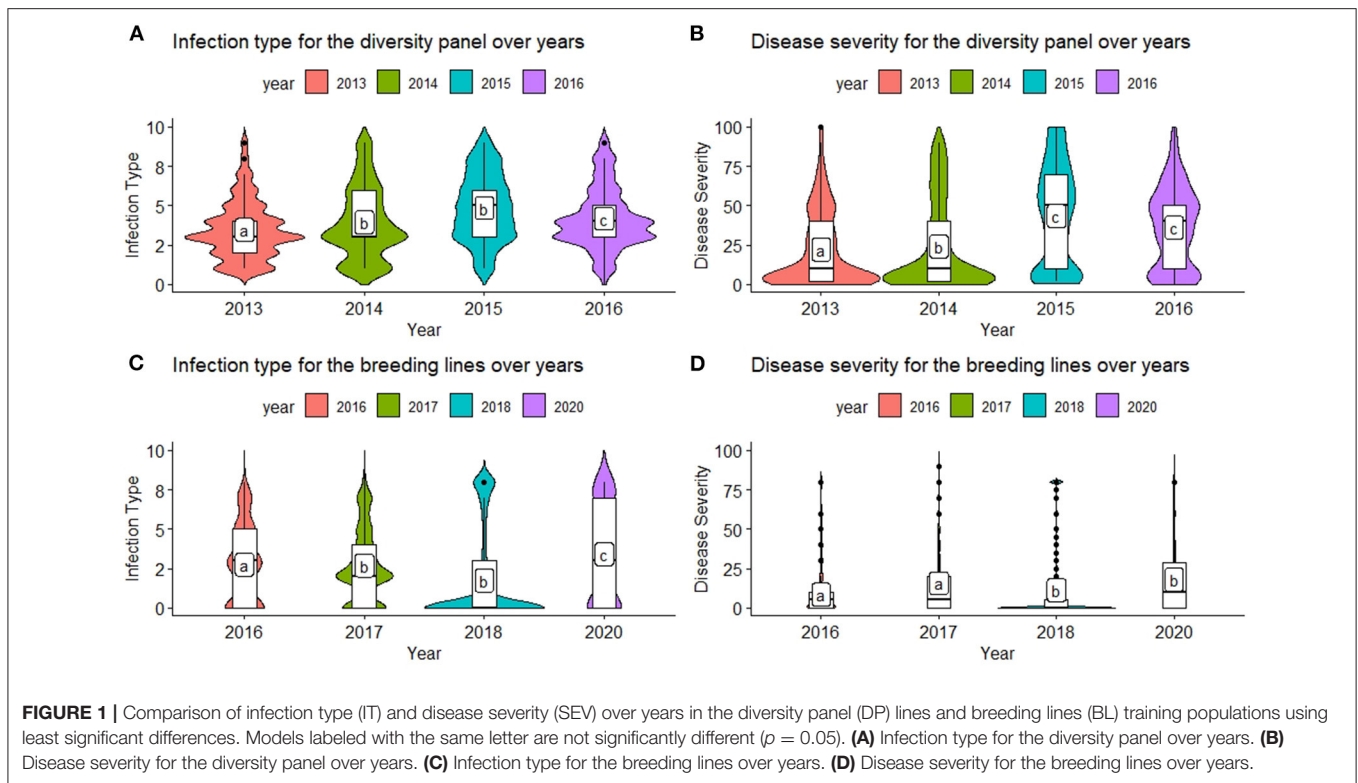 A Infection type for the diversity panel over years
year 2013 2014 2015 2016
Infection Type
10
8
5
2
0
a
b
b
c
2013 2014 2015 2016
Year
B Disease severity for the diversity panel over years
year 2013 2014 2015 2016
Disease Severity
100
75
50
25
0
a
b
c
c
2013 2014 2015 2016
Year
C Infection type for the breeding lines over years
year 2016 2017 2018 2020
Infection Type
10
8
5
2
0
a
b
b
c
2016 2017 2018 2020
Year
D Disease severity for the breeding lines over years
year 2016 2017 2018 2020
Disease Severity
100
75
50
25
0
a
a
b
b
2016 2017 2018 2020
Year
FIGURE 1 | Comparison of infection type (IT) and disease severity (SEV) over years in the diversity panel (DP) lines and breeding lines (BL) training populations using
least significant differences. Models labeled with the same letter are not significantly different (p = 0.05). (A) Infection type for the diversity panel over years. (B)
Disease severity for the diversity panel over years. (C) Infection type for the breeding lines over years. (D) Disease severity for the breeding lines over years.